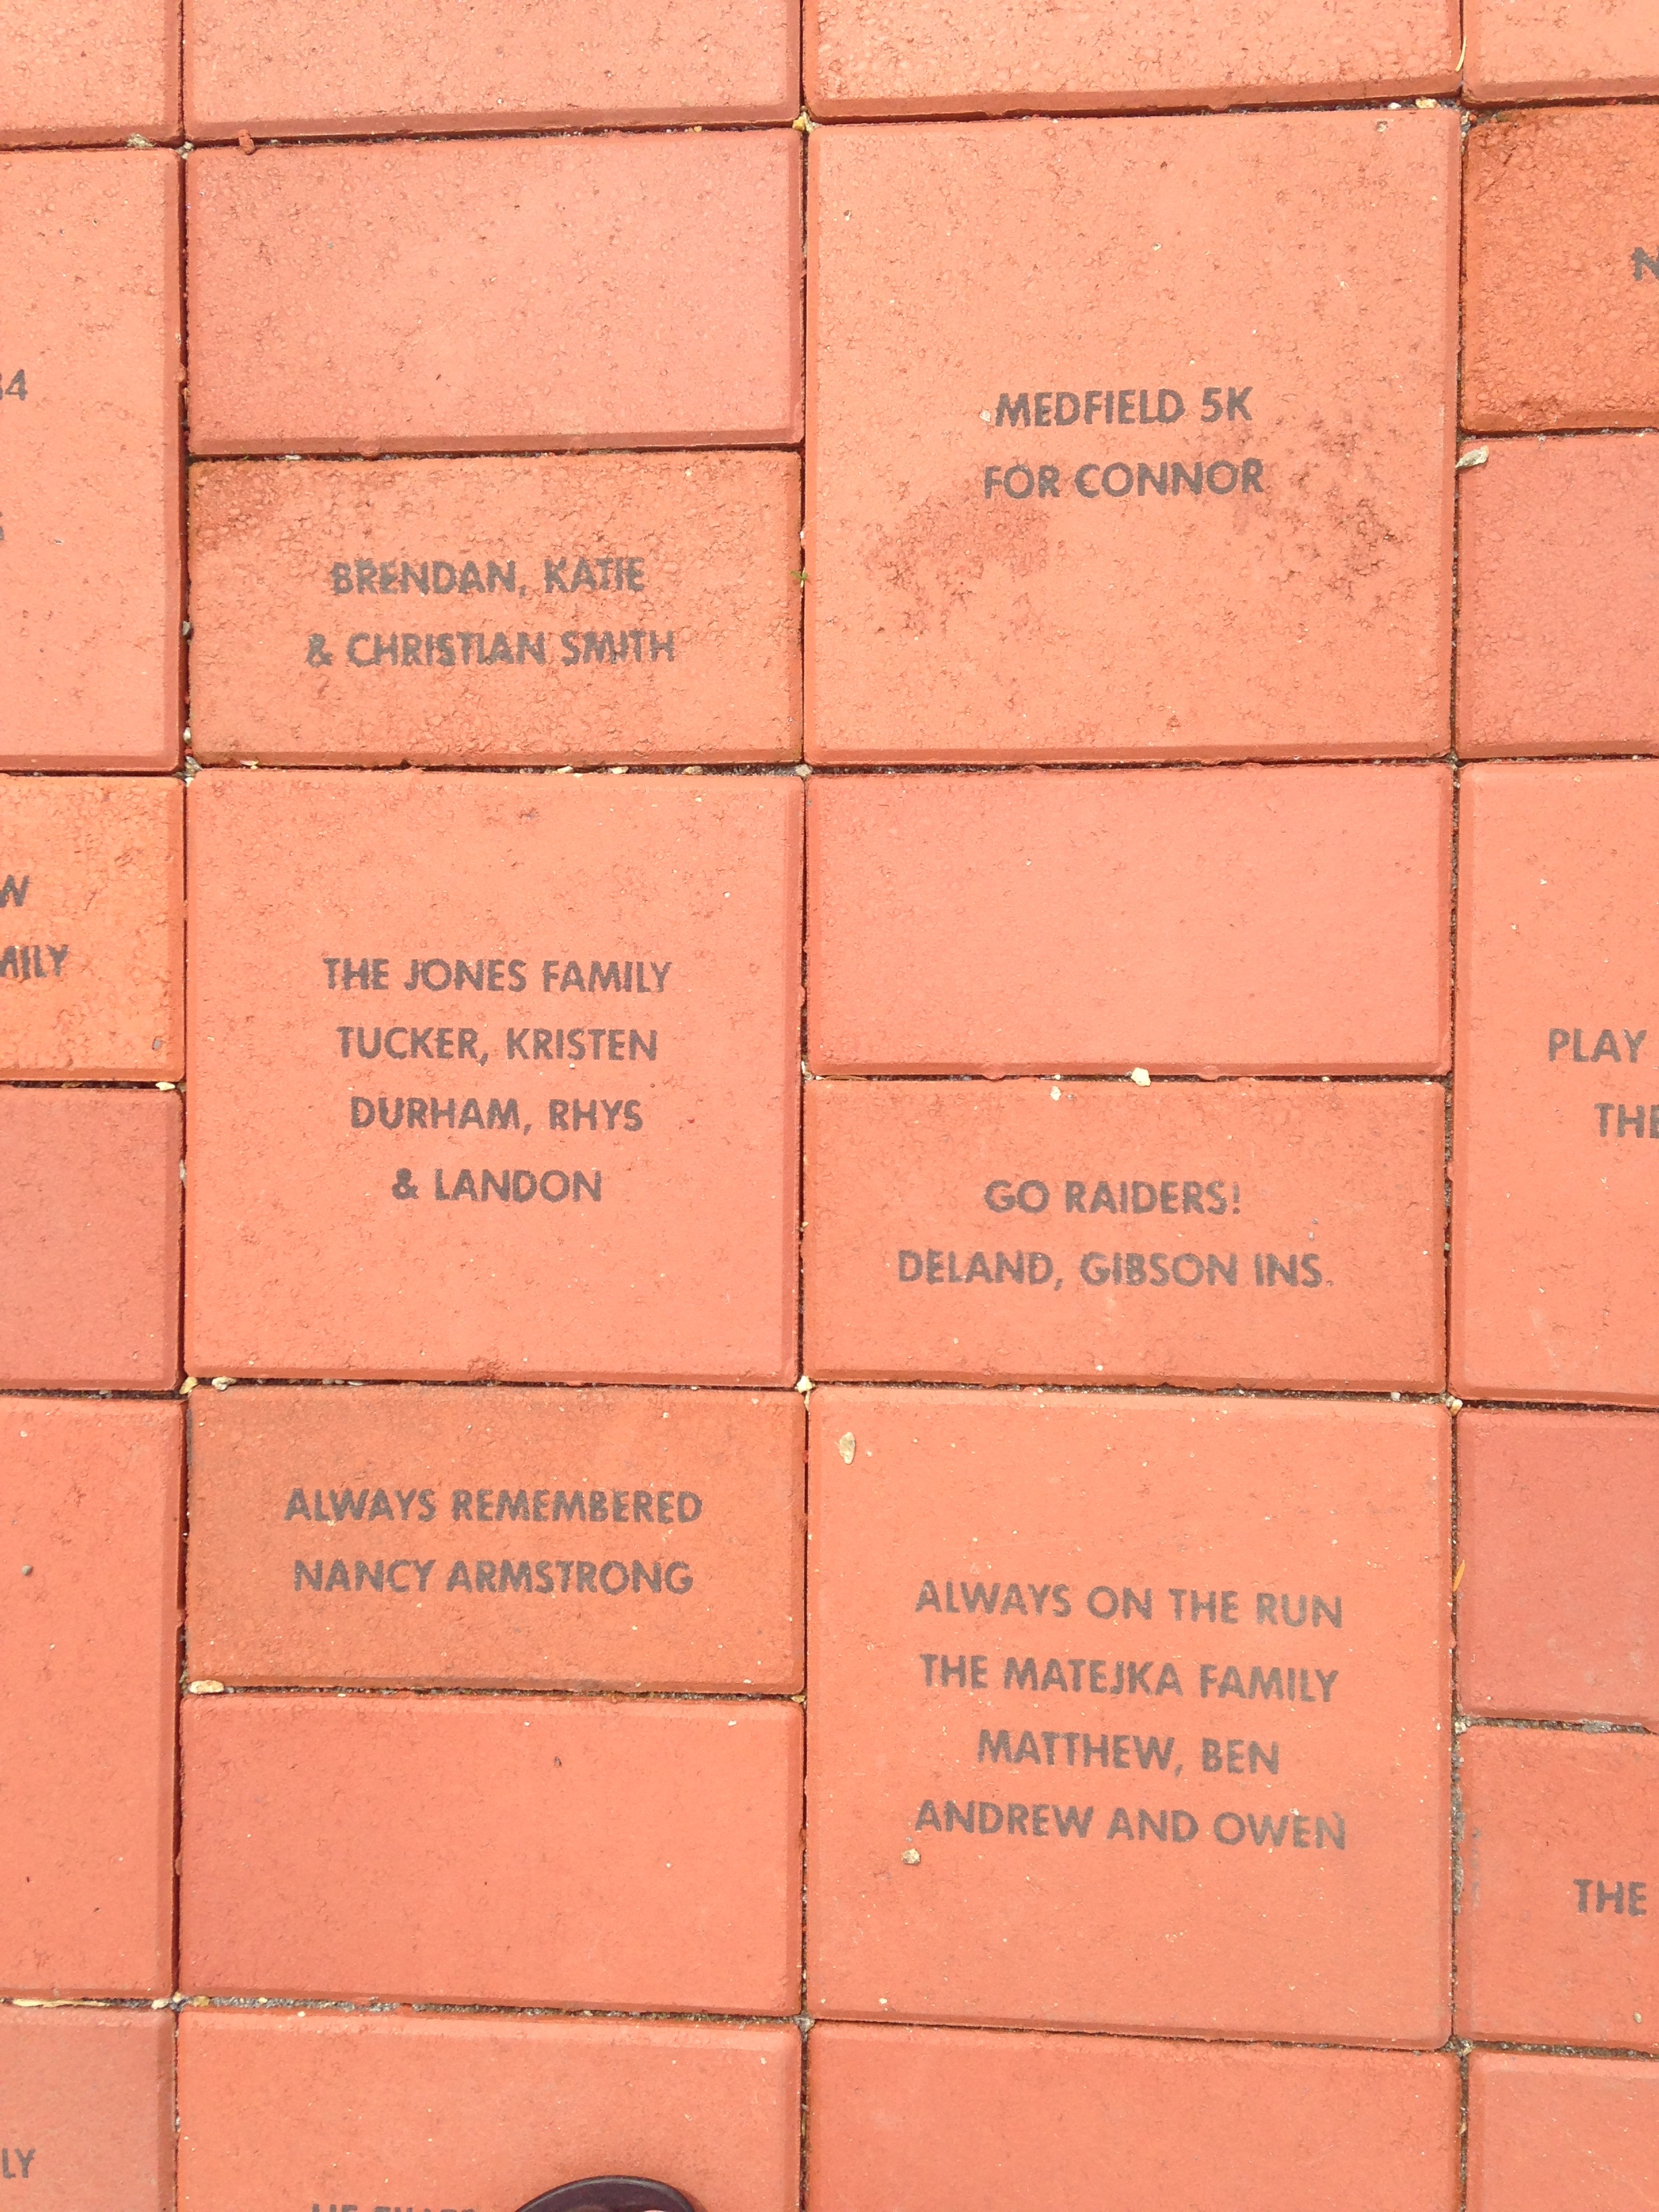 MEDFIELD 5K
FOR CONNOR
BRENDAN, KATIE
& CHRISTIAN SMITH
THE JONES FAMILY
TUCKER, KRISTEN
DURHAM, RHYS
& LANDON
PLAY
THE
GO RAIDERS!
DELAND, GIBSON INS.
ALWAYS REMEMBERED
NANCY ARMSTRONG
ALWAYS ON THE RUN
THE MATEJKA FAMILY
MATTHEW, BEN
ANDREW AND OWEN
THE